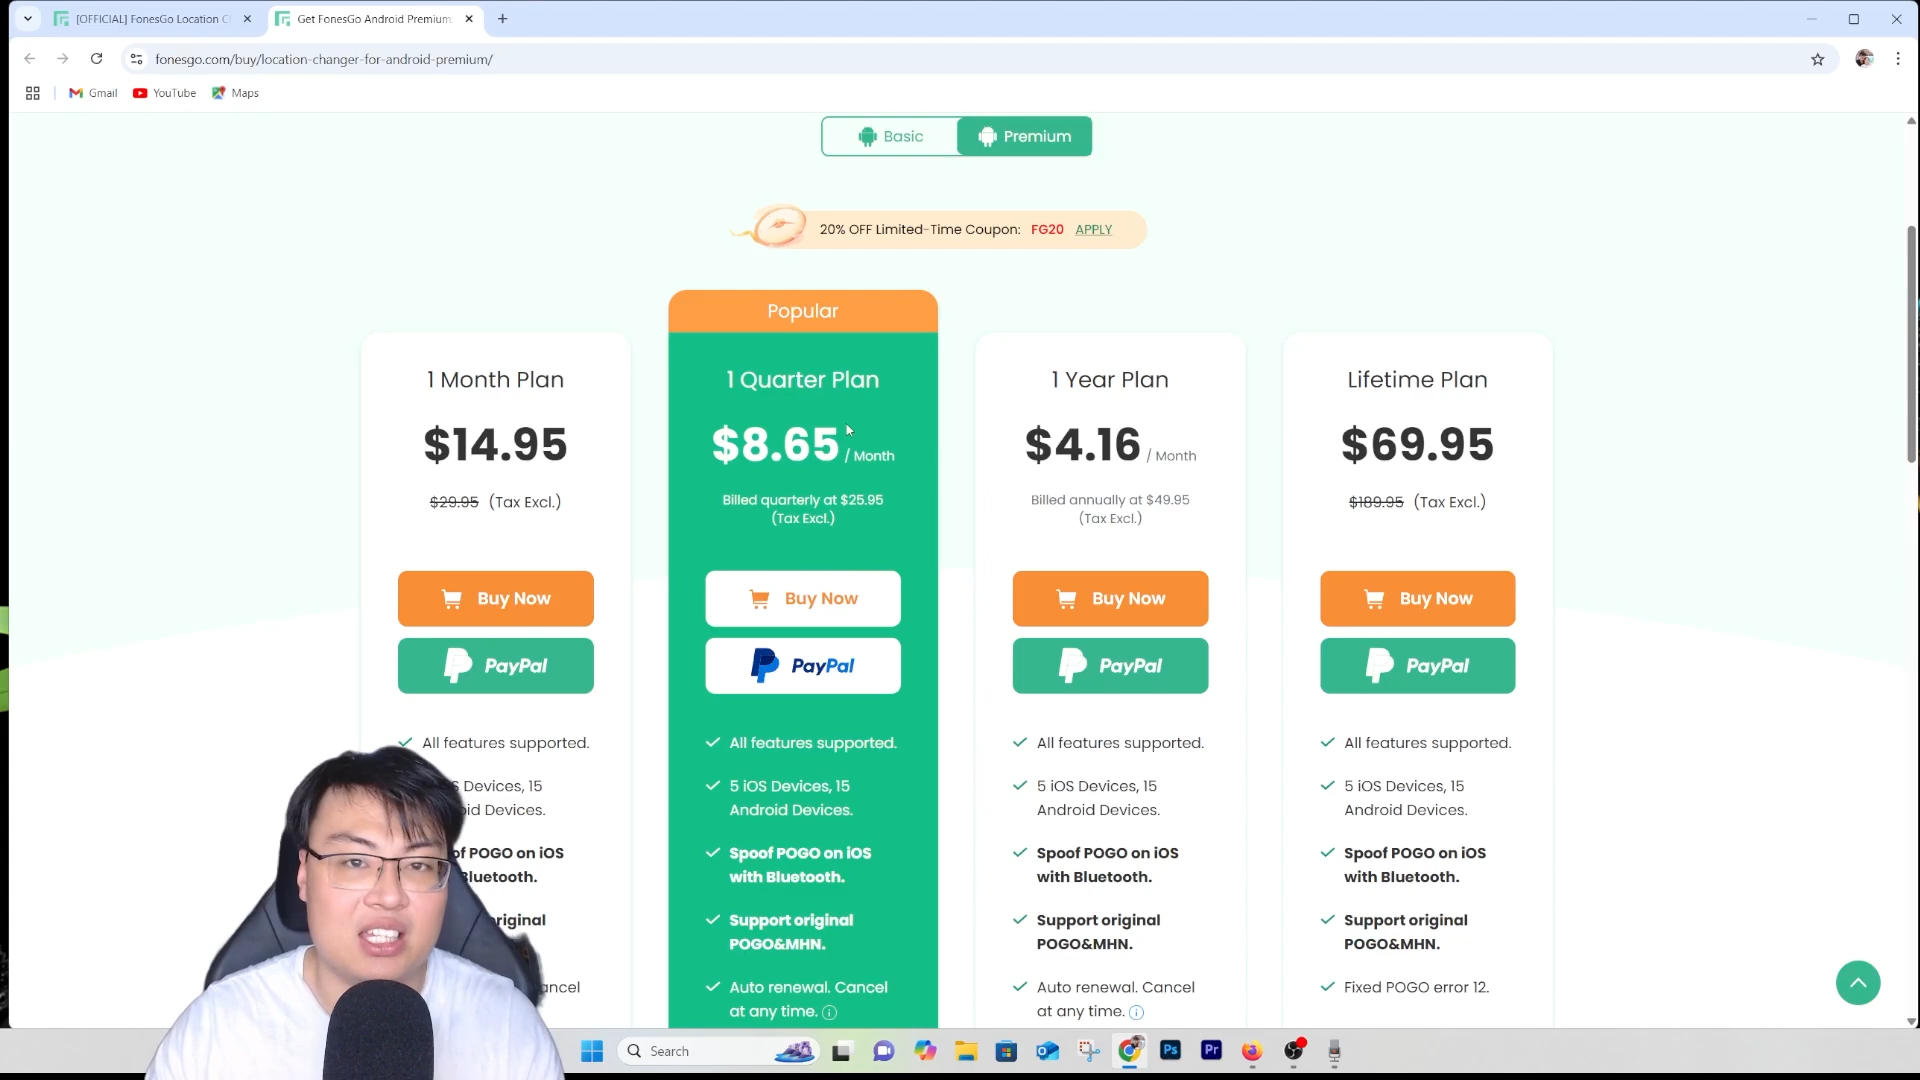 [OFFICIAL] FonesGo Location C
Get FonesGo Android Premium
fonesgo.com/buy/location-changer-for-android-premium/
Gmail
YouTube
Maps
Basic
Premium
20% OFF Limited-Time Coupon: FG20 APPLY
Popular
1 Month Plan
$14.95
$29.95 (Tax Excl.)
Buy Now
PayPal
All features supported.
S Devices, 15
oid Devices.
of POGO on iOS
Bluetooth.
original
ancel
1 Quarter Plan
$8.65 / Month
Billed quarterly at $25.95
(Tax Excl.)
Buy Now
PayPal
All features supported.
5 iOS Devices, 15
Android Devices.
Spoof POGO on iOS
with Bluetooth.
Support original
POGO&MHN.
Auto renewal. Cancel
at any time.
1 Year Plan
$4.16 / Month
Billed annually at $49.95
(Tax Excl.)
Buy Now
PayPal
All features supported.
5 iOS Devices, 15
Android Devices.
Spoof POGO on iOS
with Bluetooth.
Support original
POGO&MHN.
Auto renewal. Cancel
at any time.
Lifetime Plan
$69.95
$189.95 (Tax Excl.)
Buy Now
PayPal
All features supported.
5 iOS Devices, 15
Android Devices.
Spoof POGO on iOS
with Bluetooth.
Support original
POGO&MHN.
Fixed POGO error 12.
Search
Ps
Pr